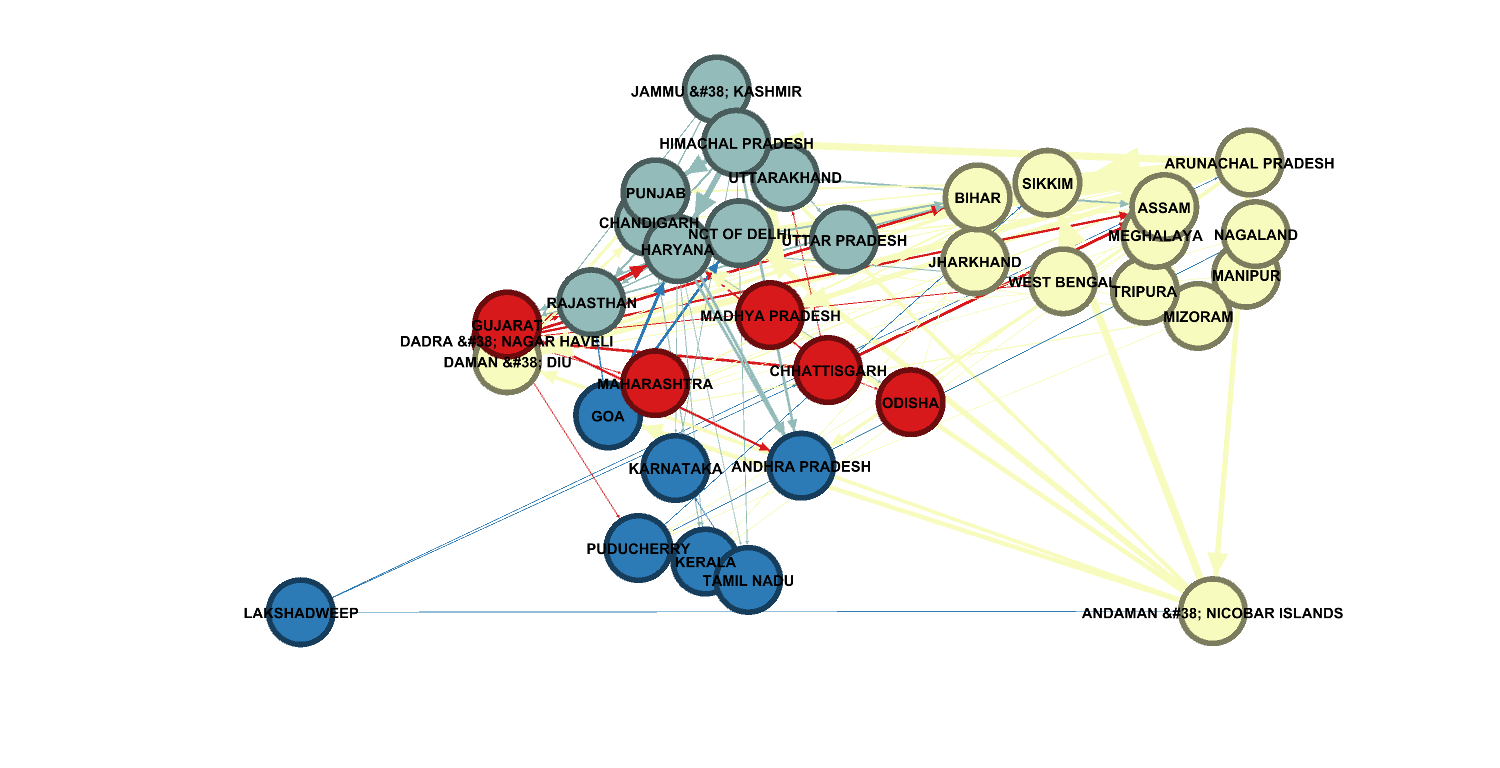 JAMMU &#38; KASHMIR
HIMACHAL PRADESH
ARUNACHAL PRADESH
UTTARAKHAND
SIKKIM
PUNJAB
BIHAR
ASSAM
CHANDIGARH
NCT OF DELHI
MEGHALAYA
NAGALAND
UTTAR PRADESH
HARYANA
JHARKHAND
MANIPUR
WEST BENGAL
TRIPURA
RAJASTHAN
MADHYA PRADESH
MIZORAM
GUJARAT
DADRA &#38; NAGAR HAVELI
DAMAN &#38; DIU
CHHATTISGARH
MAHARASHTRA
ODISHA
GOA
ANDHRA PRADESH
KARNATAKA
PUDUCHERRY
KERALA
TAMIL NADU
LAKSHADWEEP
ANDAMAN &#38; NICOBAR ISLANDS